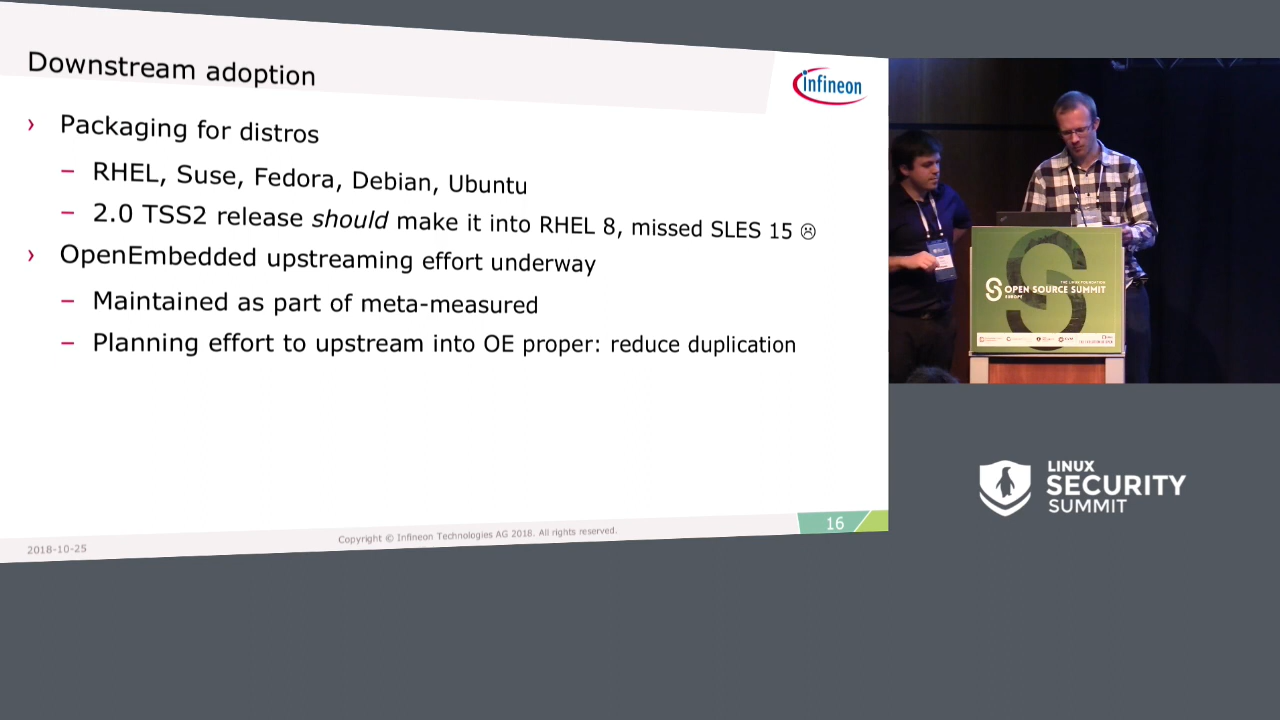 Downstream adoption
infineon
› Packaging for distros
– RHEL, Suse, Fedora, Debian, Ubuntu
– 2.0 TSS2 release should make it into RHEL 8, missed SLES 15 ☹
› OpenEmbedded upstreaming effort underway
– Maintained as part of meta-measured
– Planning effort to upstream into OE proper: reduce duplication
2018-10-25
Copyright © Infineon Technologies AG 2018. All rights reserved.
16
THE LINUX FOUNDATION
OPEN SOURCE SUMMIT
EUROPE
LINUX
SECURITY
SUMMIT